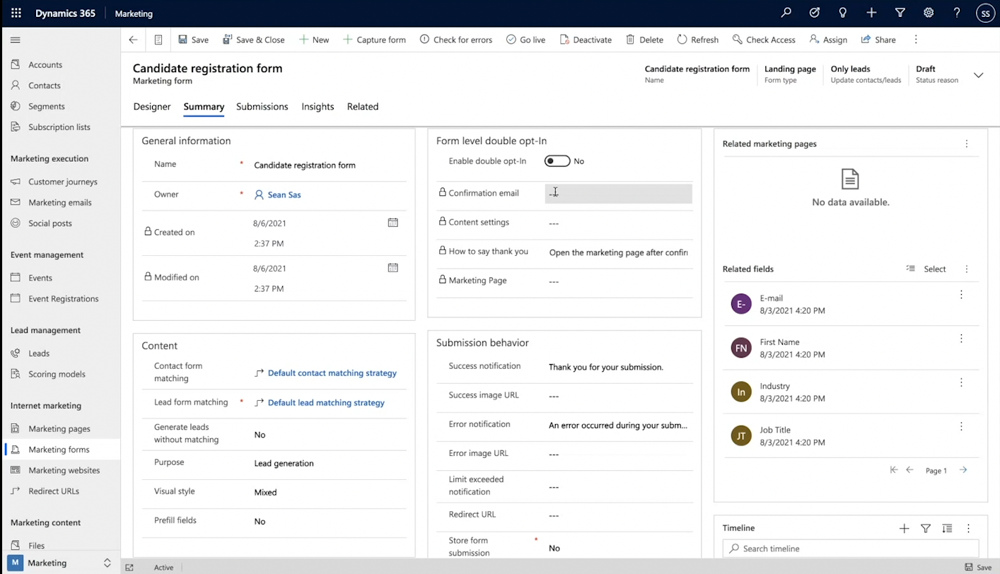 Dynamics 365
Marketing
SS
Save
Save & Close
New
Capture form
Check for errors
Go live
Deactivate
Delete
Refresh
Check Access
Assign
Share
Accounts
Contacts
Segments
Subscription lists
Marketing execution
Customer journeys
Marketing emails
Social posts
Event management
Events
Event Registrations
Lead management
Leads
Scoring models
Internet marketing
Marketing pages
Marketing forms
Marketing websites
Redirect URLs
Marketing content
Files
M Marketing
Candidate registration form
Marketing form
Candidate registration form
Name
Landing page
Form type
Only leads
Update contacts/leads
Draft
Status reason
Designer
Summary
Submissions
Insights
Related
General information
Name * Candidate registration form
Owner * Sean Sas
Created on
8/6/2021
2:37 PM
Modified on
8/6/2021
2:37 PM
Content
Contact form
matching
Default contact matching strategy
Lead form matching * Default lead matching strategy
Generate leads
without matching
No
Purpose Lead generation
Visual style Mixed
Prefill fields No
Form level double opt-In
Enable double opt-In No
Confirmation email ---
Content settings ---
How to say thank you Open the marketing page after confirm
Marketing Page ---
Submission behavior
Success notification Thank you for your submission.
Success image URL ---
Error notification An error occurred during your subm...
Error image URL ---
Limit exceeded
notification
---
Redirect URL ---
Store form
submission
* No
Related marketing pages
No data available.
Related fields
Select
E- E-mail
8/3/2021 4:20 PM
FN First Name
8/3/2021 4:20 PM
In Industry
8/3/2021 4:20 PM
JT Job Title
8/3/2021 4:20 PM
Page 1
Timeline
Search timeline
Active
Save